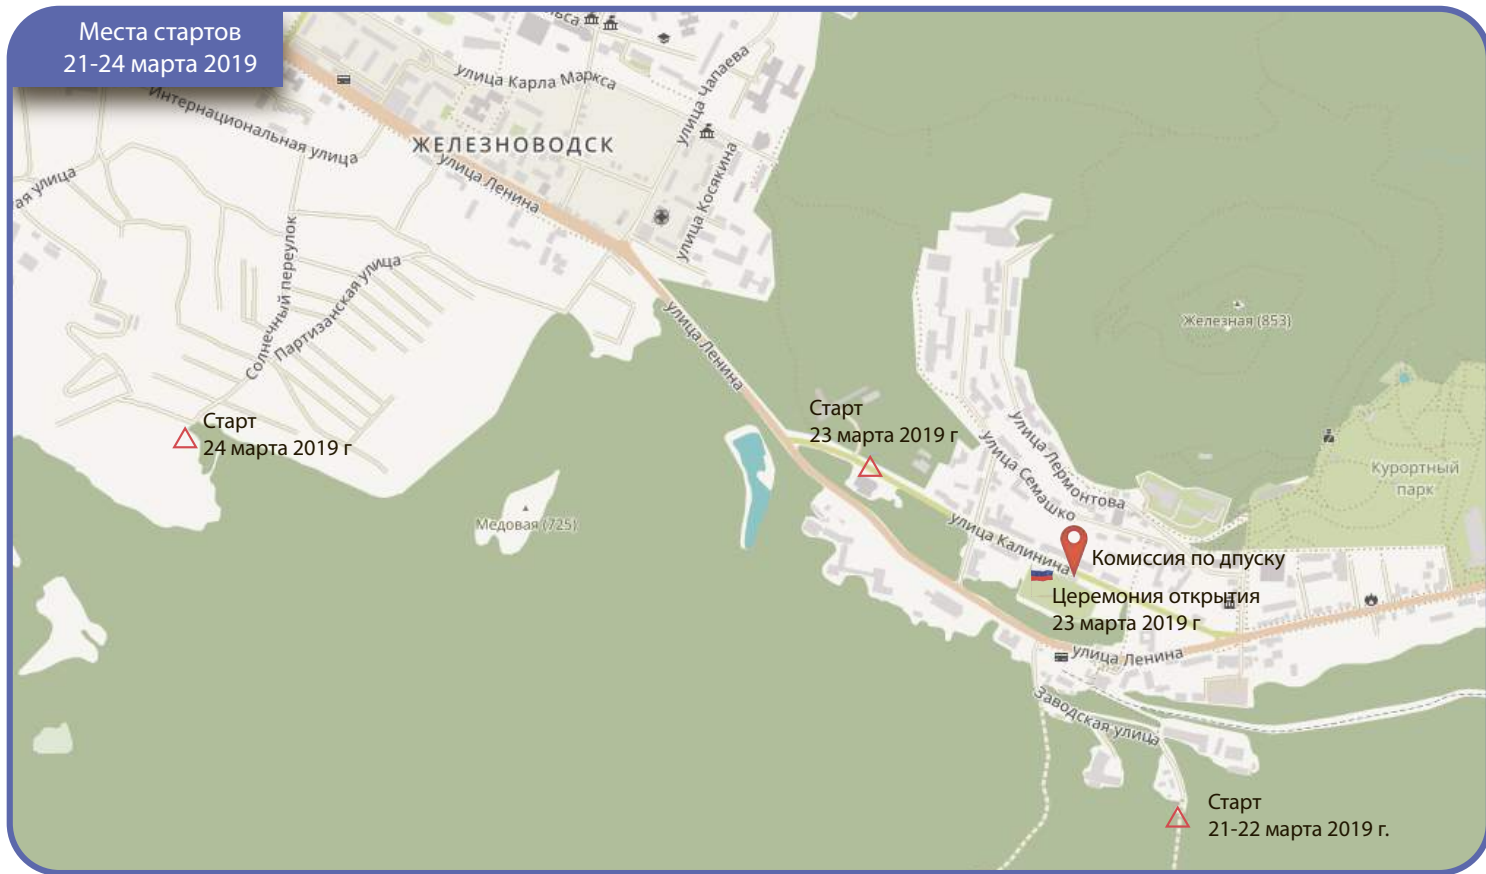 Места стартов
21-24 марта 2019
улица Карла Маркса
улица Чапаева
Интернациональная улица
ЖЕЛЕЗНОВОДСК
улица Ленина
улица Косякина
ая улица
Солнечный переулок
Партизанская улица
улица Ленина
Железная (853)
Старт
24 марта 2019 г
Старт
23 марта 2019 г
улица Лермонтова
улица Семашко
Курортный
парк
Медовая (725)
улица Калинина
Комиссия по дпуску
Церемония открытия
23 марта 2019 г
улица Ленина
Заводская улица
Старт
21-22 марта 2019 г.